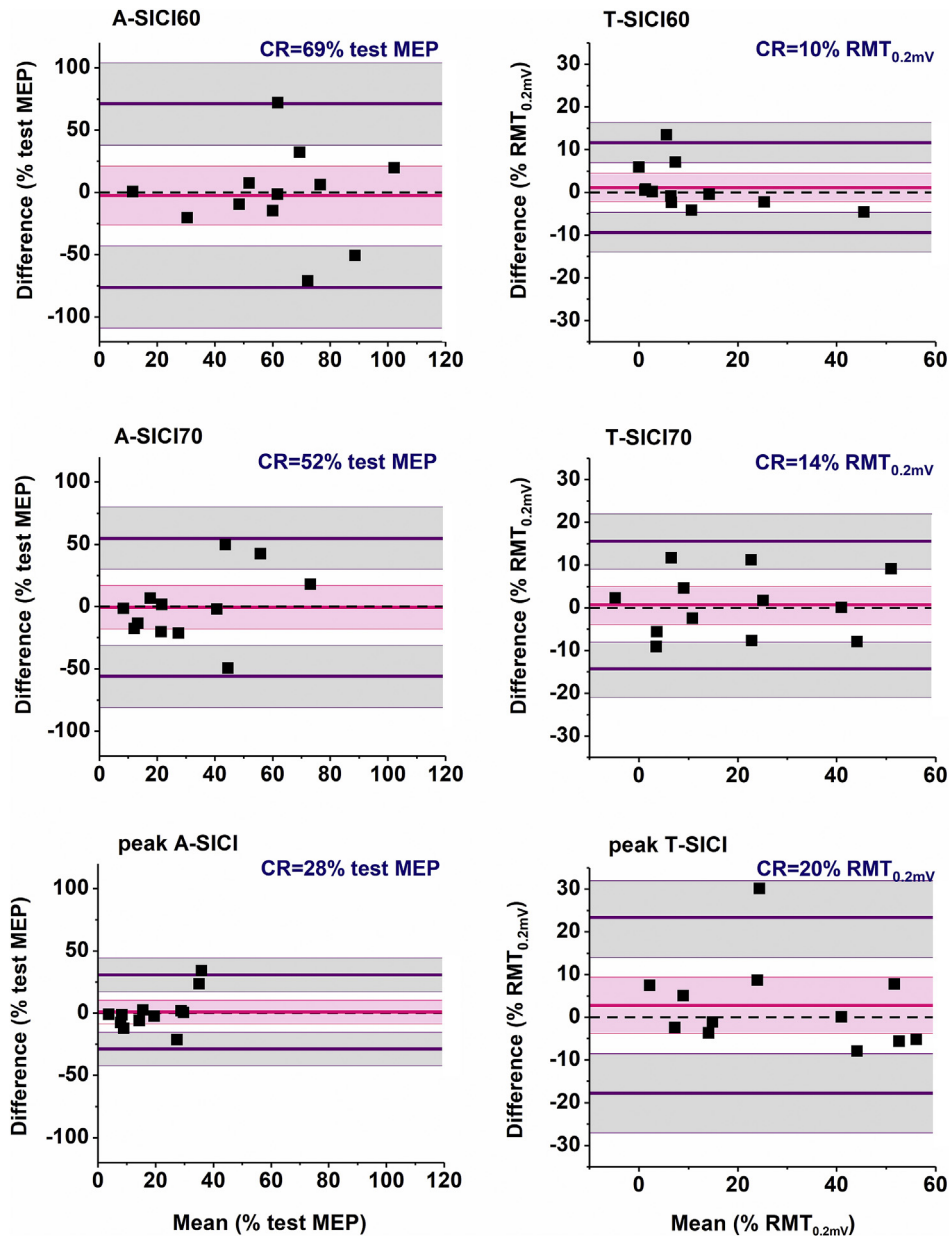 A-SICI60
CR=69% test MEP
Difference (% test MEP)
100
50
0
-50
-100
0 20 40 60 80 100 120
T-SICI60
CR=10% RMT0.2mV
Difference (% RMT0.2mV)
30
20
10
0
-10
-20
-30
0 20 40 60
A-SICI70
CR=52% test MEP
Difference (% test MEP)
100
50
0
-50
-100
0 20 40 60 80 100 120
T-SICI70
CR=14% RMT0.2mV
Difference (% RMT0.2mV)
30
20
10
0
-10
-20
-30
0 20 40 60
peak A-SICI
CR=28% test MEP
Difference (% test MEP)
100
50
0
-50
-100
0 20 40 60 80 100 120
Mean (% test MEP)
peak T-SICI
CR=20% RMT0.2mV
Difference (% RMT0.2mV)
30
20
10
0
-10
-20
-30
0 20 40 60
Mean (% RMT0.2mV)